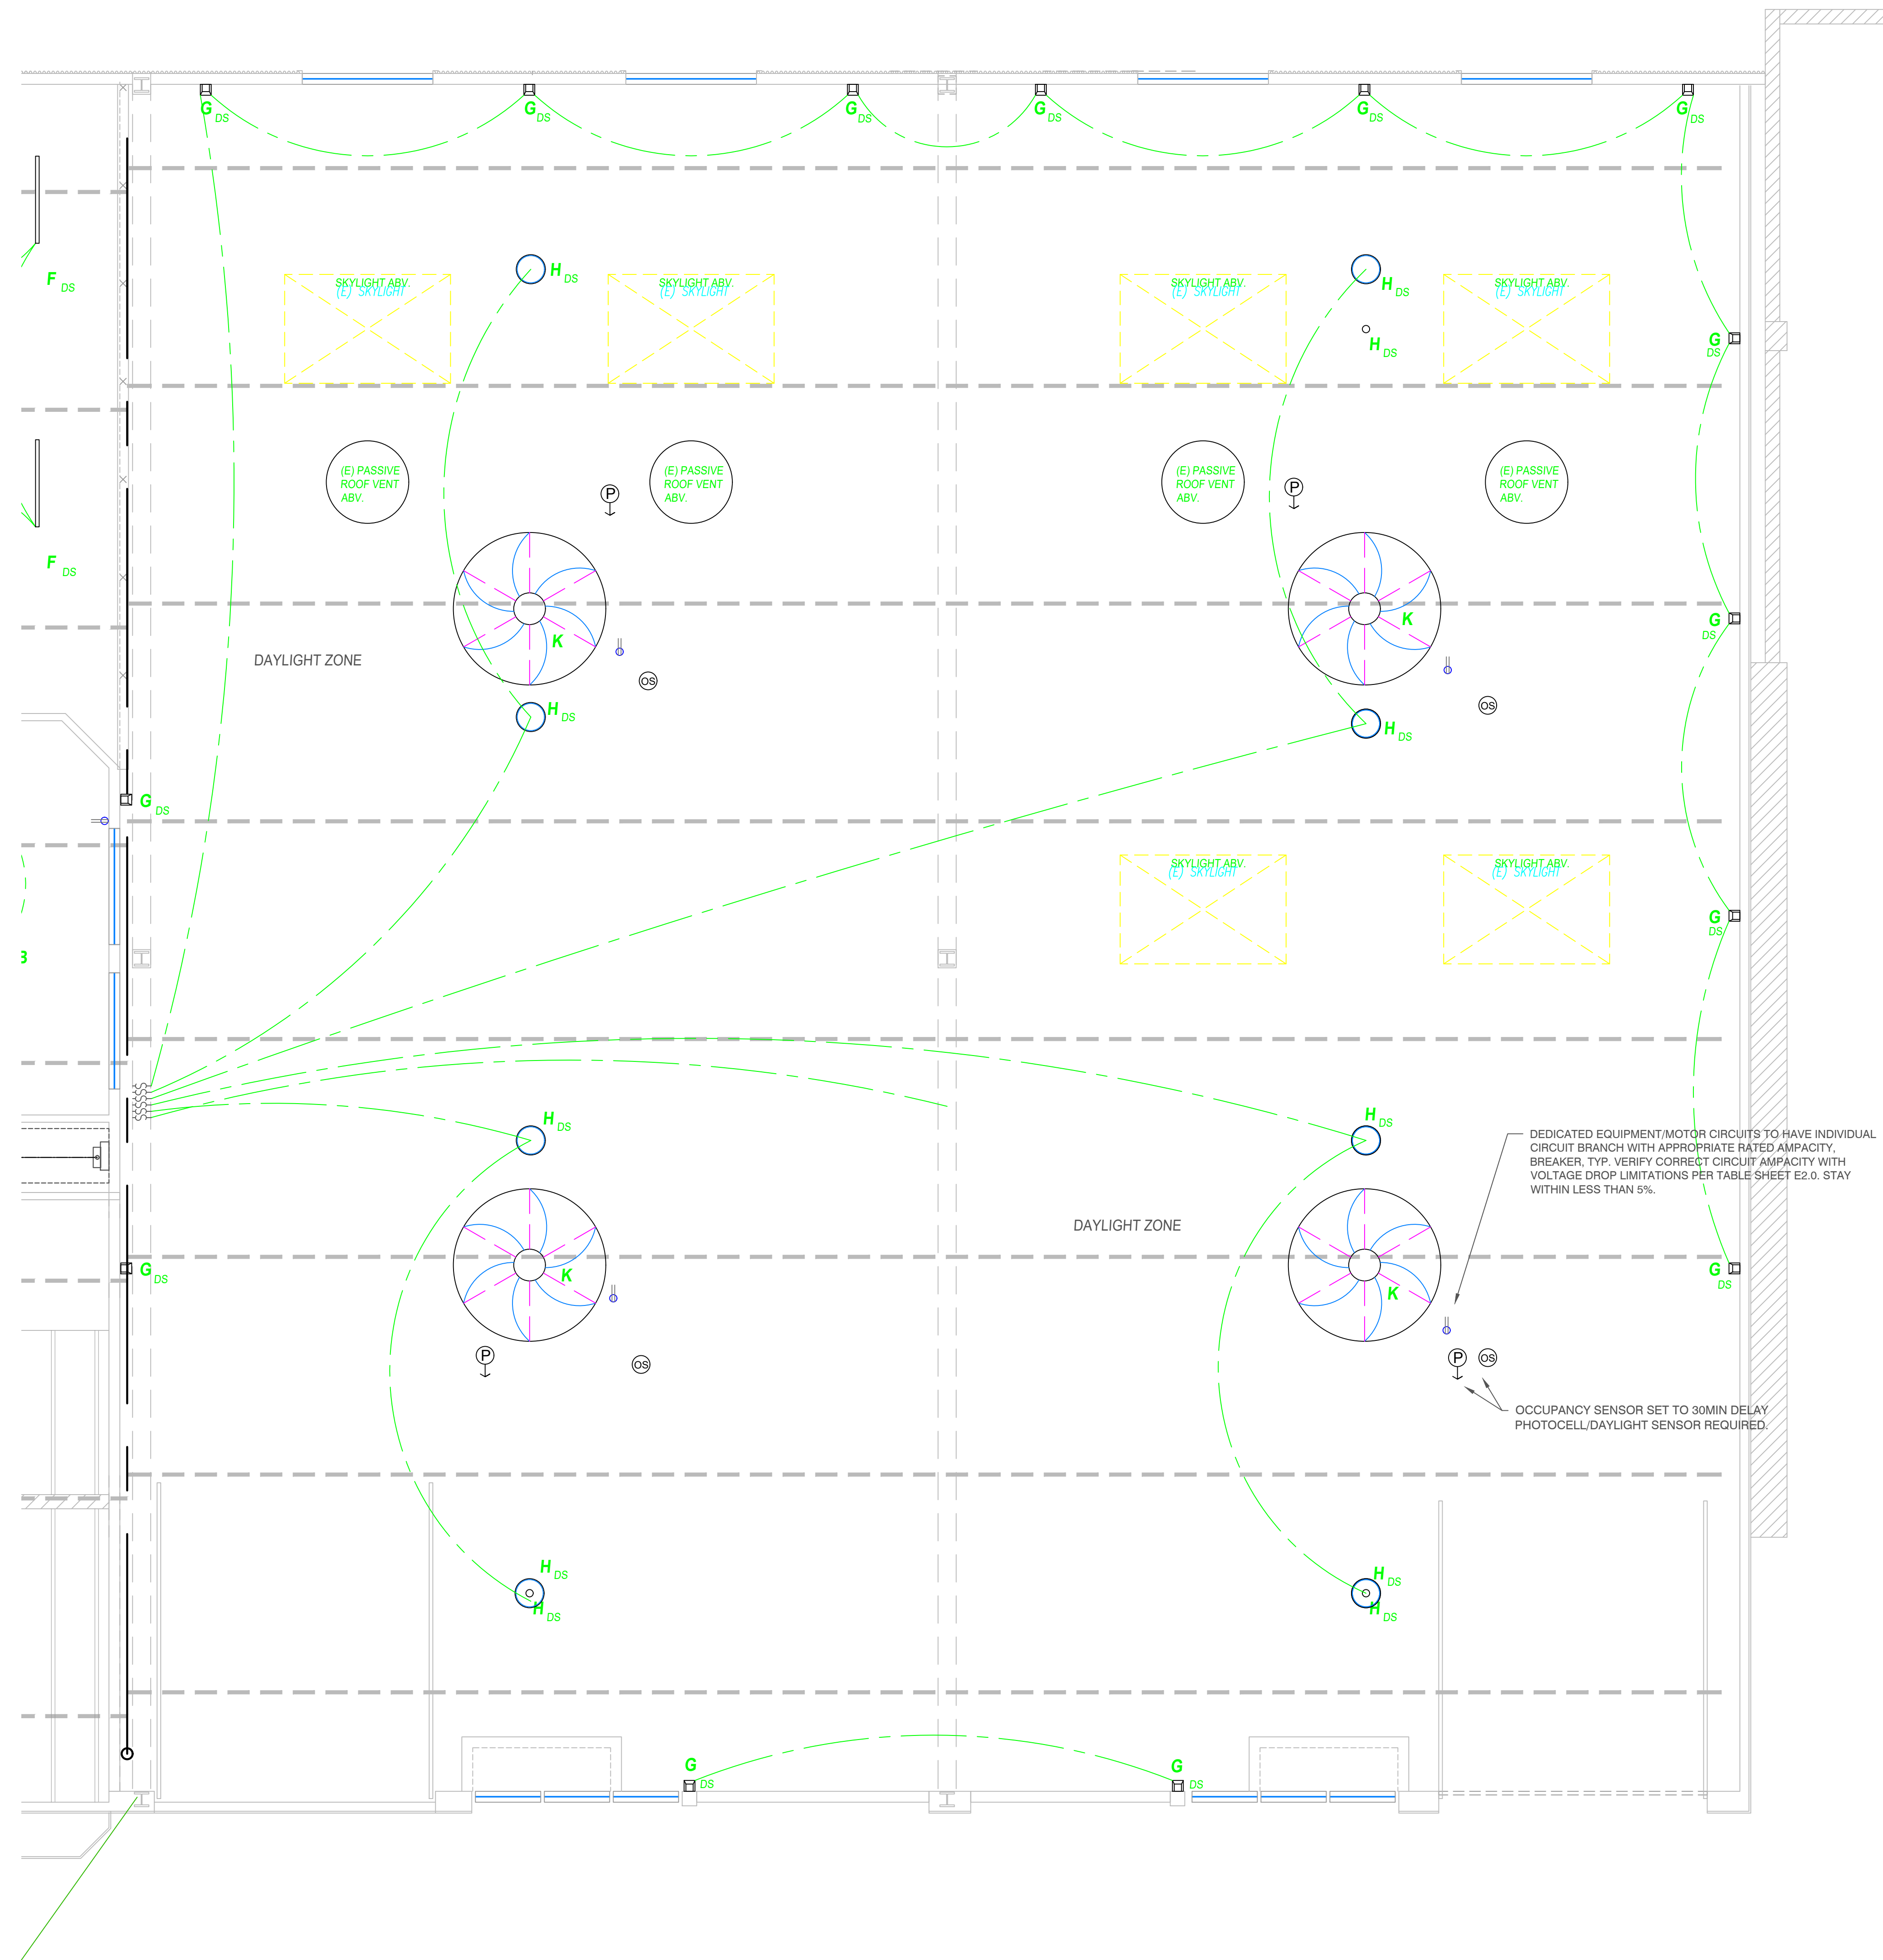 G DS
G DS
G DS
G DS
G DS
G DS
F DS
H DS
H DS
SKYLIGHT ABV.
(E) SKYLIGHT
SKYLIGHT ABV.
(E) SKYLIGHT
SKYLIGHT ABV.
(E) SKYLIGHT
SKYLIGHT ABV.
(E) SKYLIGHT
H DS
G DS
(E) PASSIVE
ROOF VENT
ABV.
(E) PASSIVE
ROOF VENT
ABV.
(E) PASSIVE
ROOF VENT
ABV.
(E) PASSIVE
ROOF VENT
ABV.
P
P
F DS
K
K
G DS
DAYLIGHT ZONE
OS
OS
H DS
H DS
G DS
SKYLIGHT ABV.
(E) SKYLIGHT
SKYLIGHT ABV.
(E) SKYLIGHT
G DS
H DS
H DS
DEDICATED EQUIPMENT/MOTOR CIRCUITS TO HAVE INDIVIDUAL
CIRCUIT BRANCH WITH APPROPRIATE RATED AMPACITY,
BREAKER, TYP. VERIFY CORRECT CIRCUIT AMPACITY WITH
VOLTAGE DROP LIMITATIONS PER TABLE SHEET E2.0. STAY
WITHIN LESS THAN 5%.
DAYLIGHT ZONE
G DS
K
K
G DS
P
OS
P
OS
OCCUPANCY SENSOR SET TO 30MIN DELAY
PHOTOCELL/DAYLIGHT SENSOR REQUIRED.
H DS
H DS
H DS
H DS
G DS
G DS